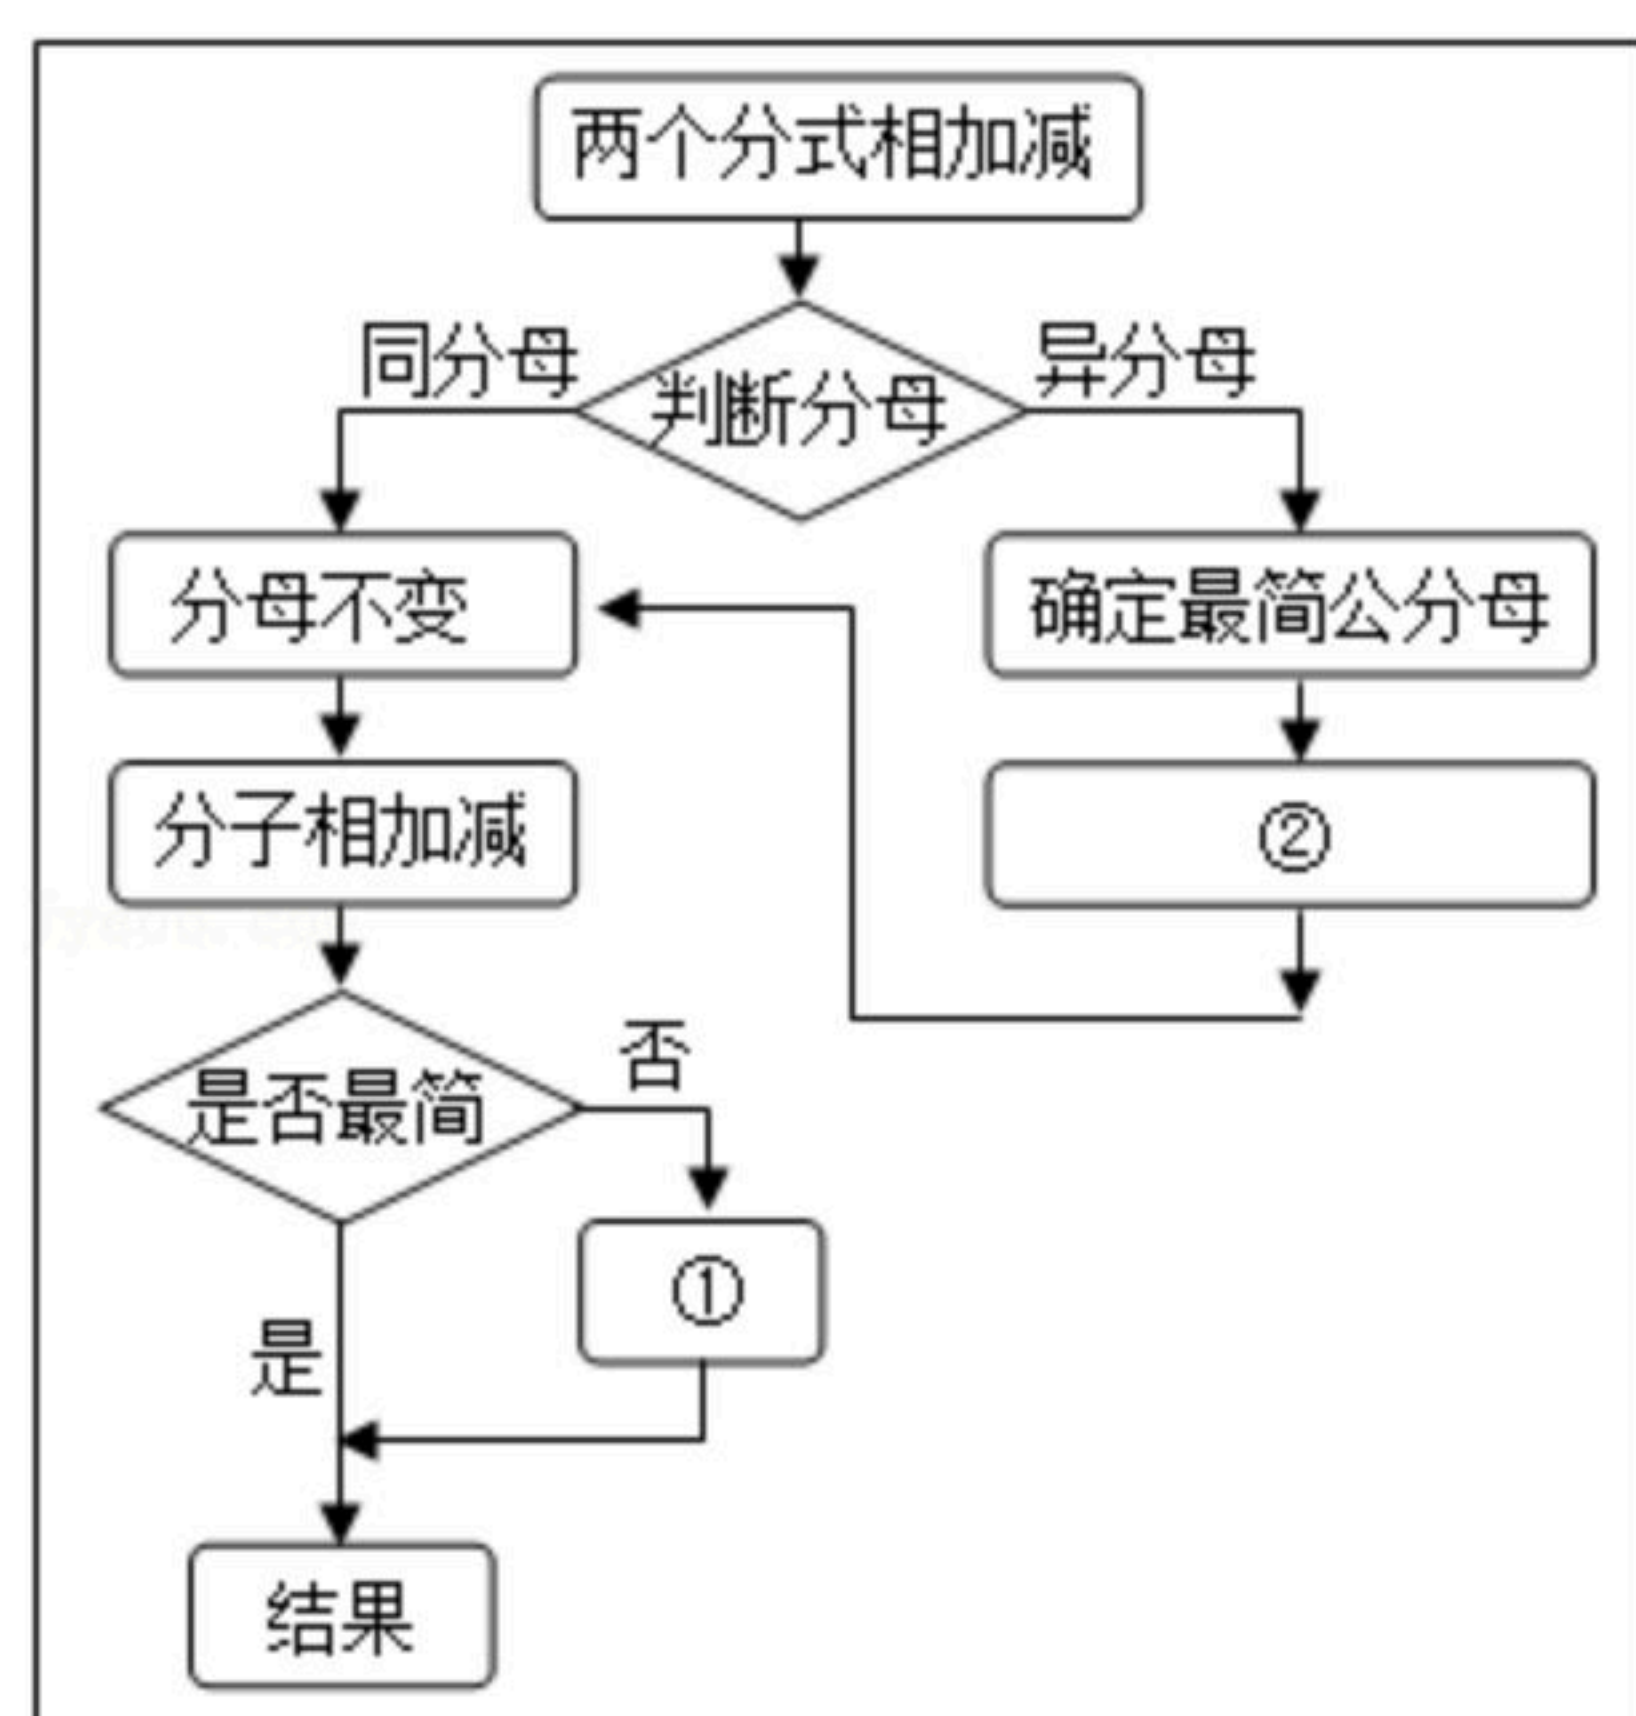 两个分式相加减
同分母
异分母
判断分母
分母不变
确定最简公分母
分子相加减
②
否
是否最简
①
是
结果